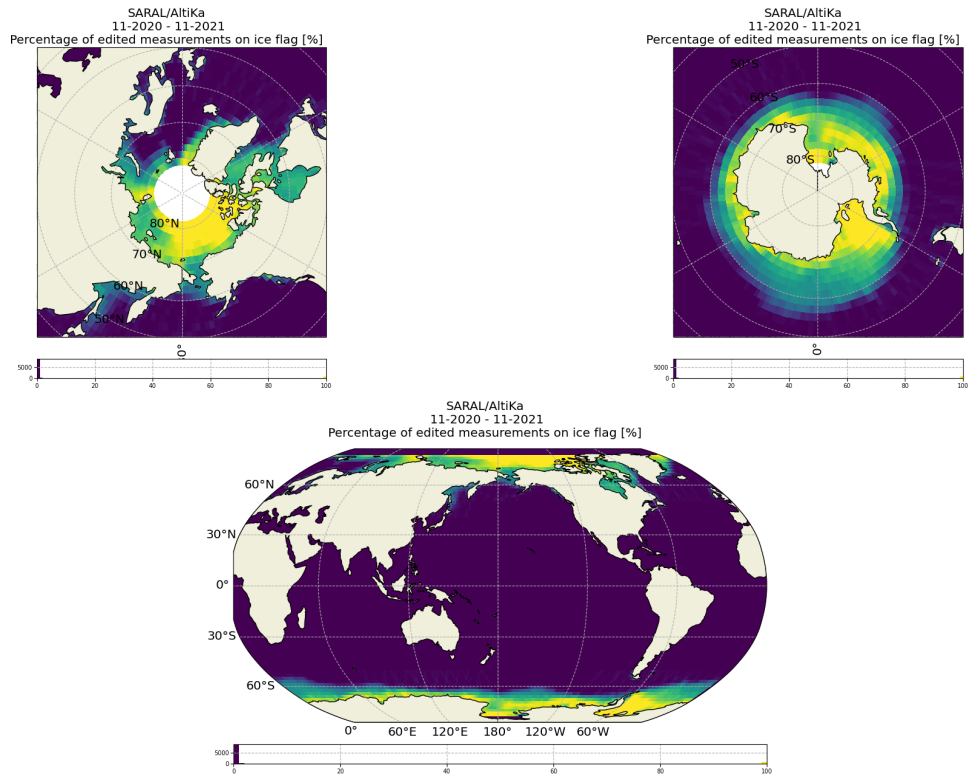 SARAL/AltiKa
11-2020 - 11-2021
Percentage of edited measurements on ice flag [%]
80°N
70°N
60°N
50°N
0°
5000
0
0 20 40 60 80 100
SARAL/AltiKa
11-2020 - 11-2021
Percentage of edited measurements on ice flag [%]
50°S
60°S
70°S
80°S
0°
5000
0
0 20 40 60 80 100
SARAL/AltiKa
11-2020 - 11-2021
Percentage of edited measurements on ice flag [%]
60°N
30°N
0°
30°S
60°S
0° 60°E 120°E 180° 120°W 60°W
5000
0
0 20 40 60 80 100